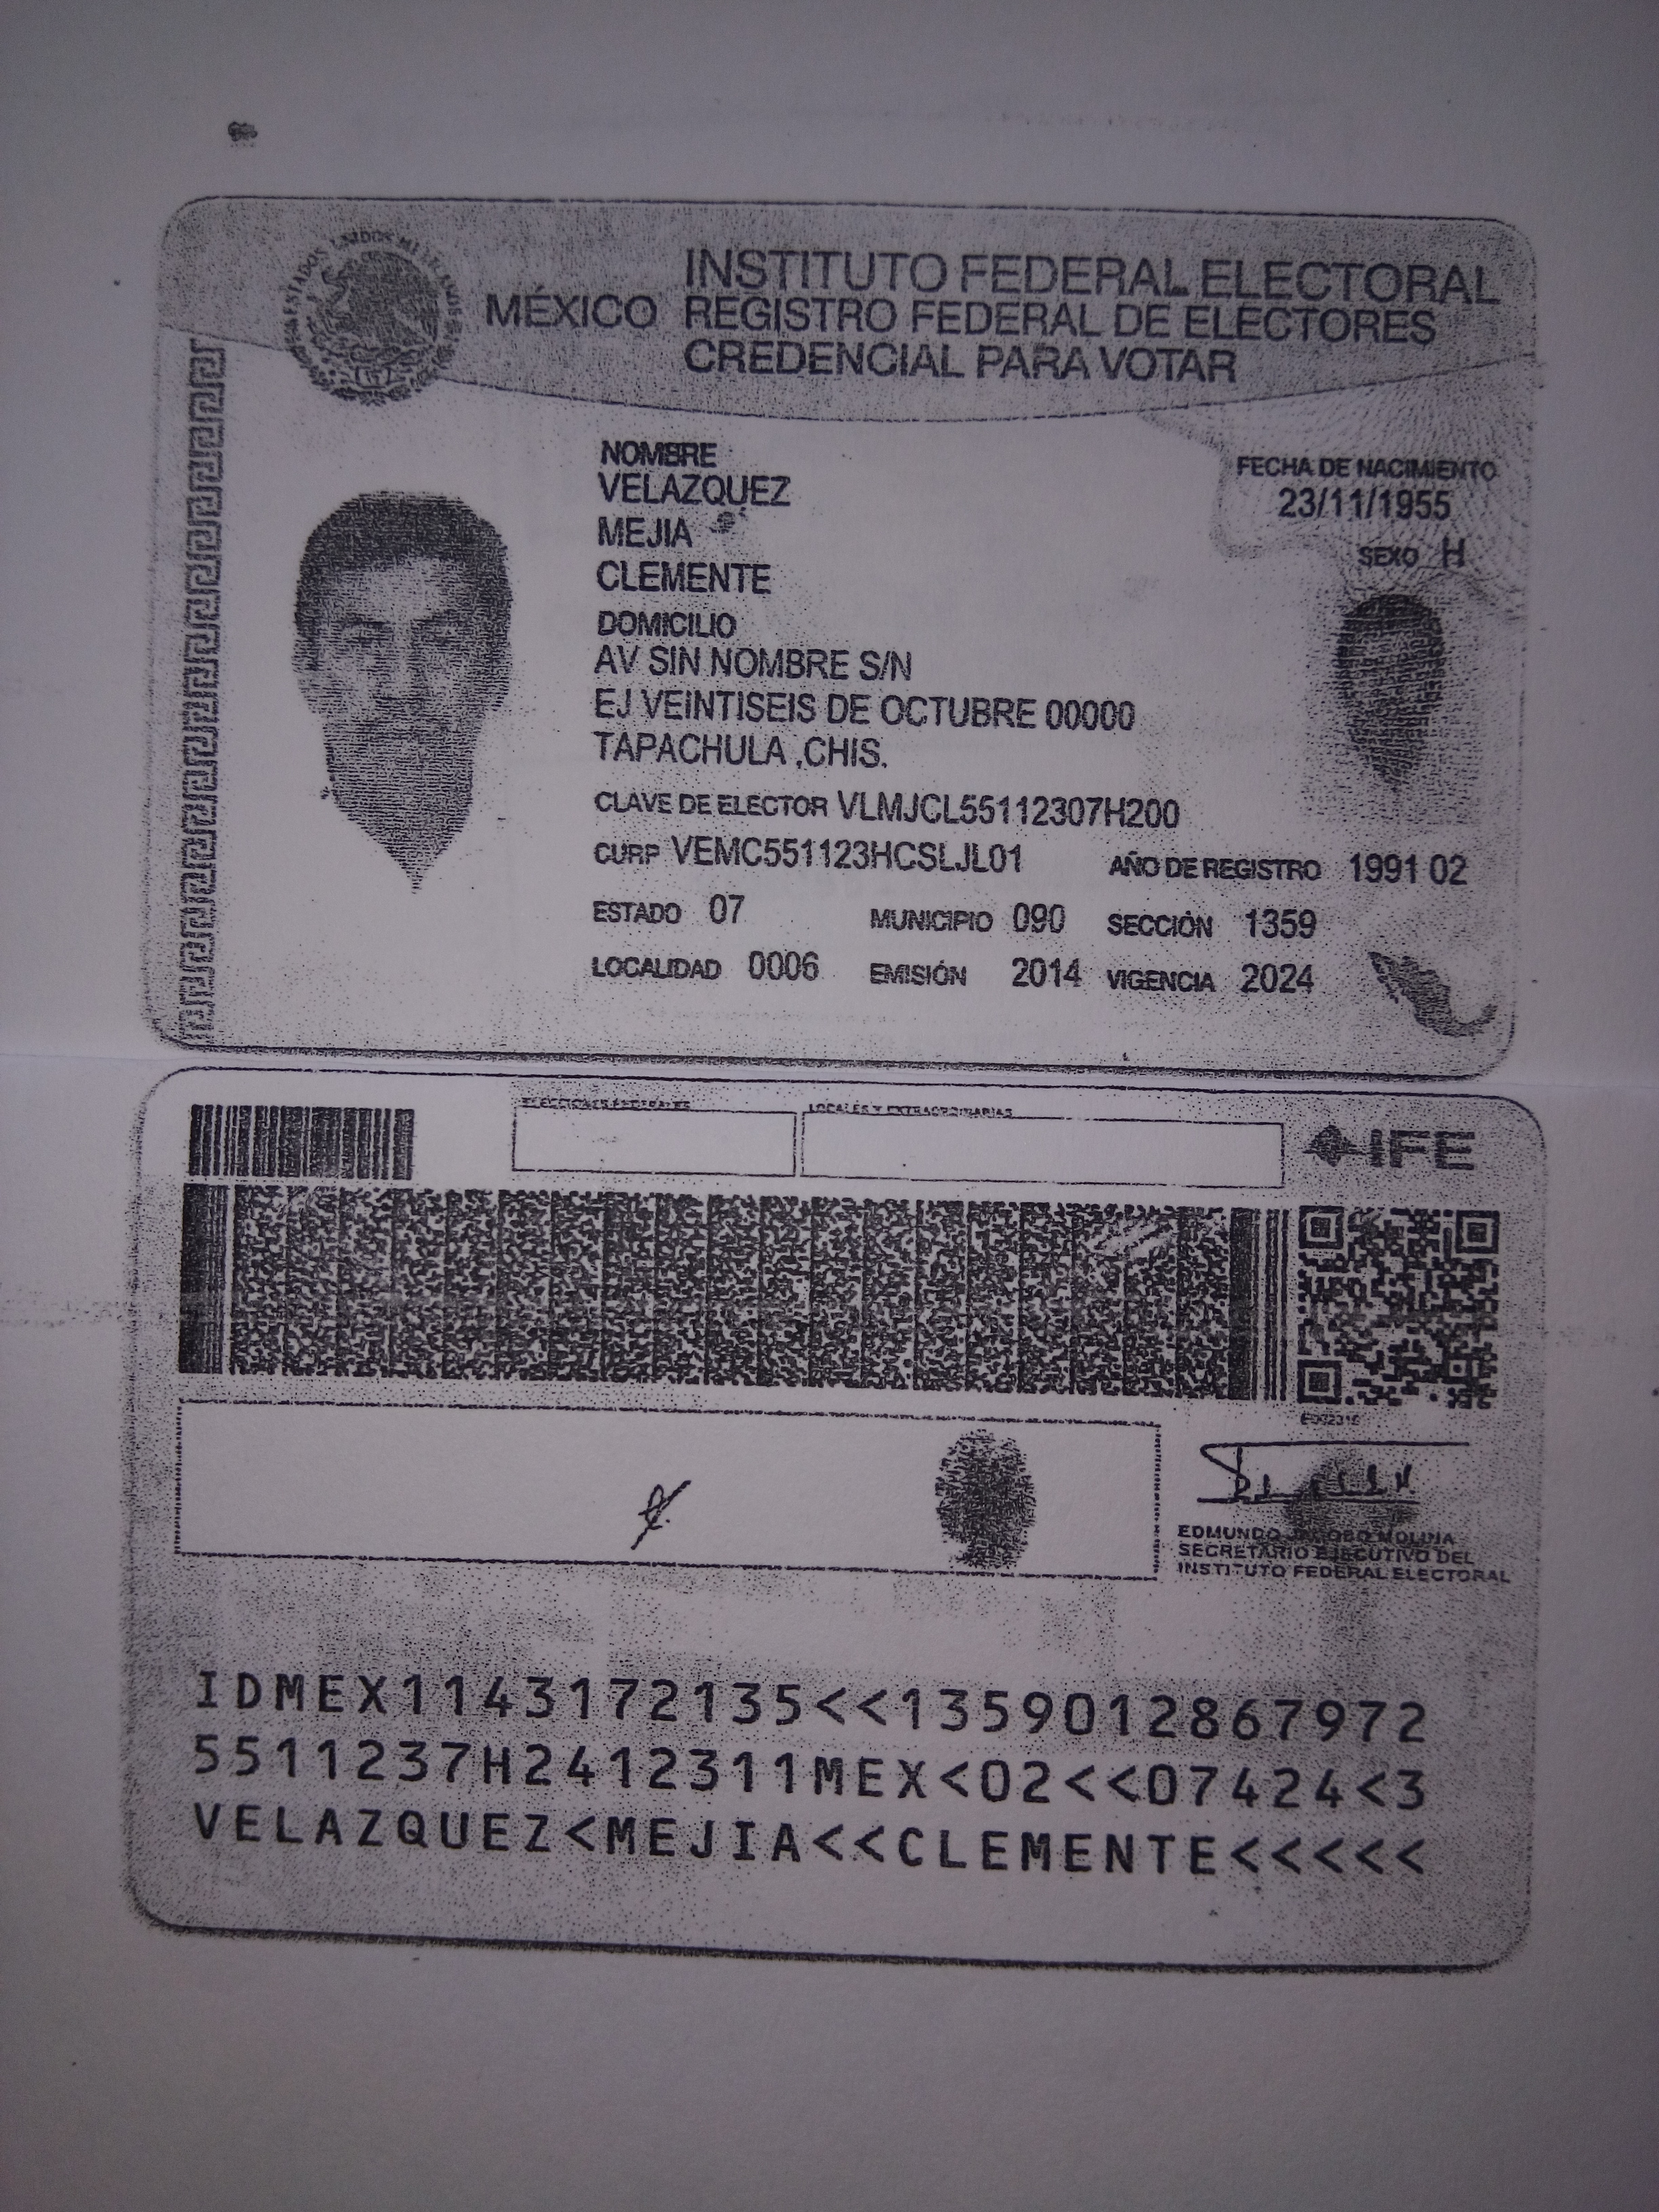 ESTADOS UNIDOS MEXICANOS
MÉXICO
INSTITUTO FEDERAL ELECTORAL
REGISTRO FEDERAL DE ELECTORES
CREDENCIAL PARA VOTAR
NOMBRE
VELAZQUEZ
MEJIA
CLEMENTE
FECHA DE NACIMIENTO
23/11/1955
SEXO H
DOMICILIO
AV SIN NOMBRE S/N
EJ VEINTISEIS DE OCTUBRE 00000
TAPACHULA ,CHIS.
CLAVE DE ELECTOR VLMJCL55112307H200
CURP VEMC551123HCSLJL01 AÑO DE REGISTRO 1991 02
ESTADO 07 MUNICIPIO 090 SECCIÓN 1359
LOCALIDAD 0006 EMISIÓN 2014 VIGENCIA 2024
ELECCIONES FEDERALES LOCALES Y EXTRAORDINARIAS
IFE
EDMUNDO JACOBO MOLINA
SECRETARIO EJECUTIVO DEL
INSTITUTO FEDERAL ELECTORAL
IDMEX1143172135<<1359012867972
5511237H2412311MEX<02<<07424<3
VELAZQUEZ<MEJIA<<CLEMENTE<<<<<